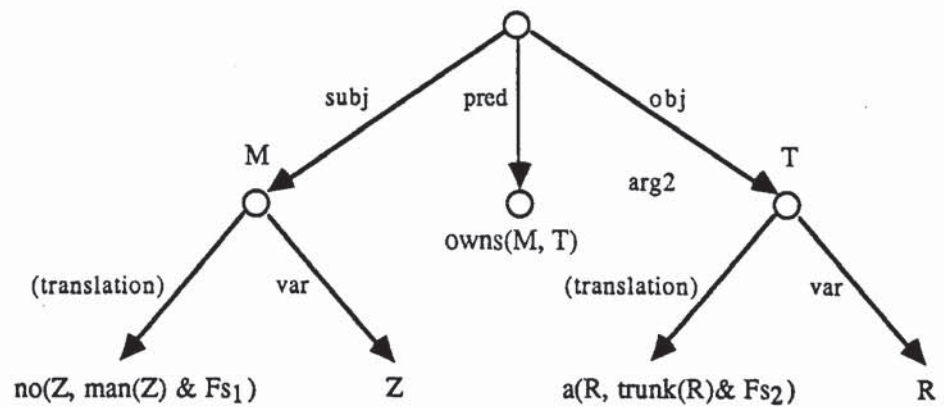 subj pred obj
M T
arg2
owns(M, T)
(translation) var (translation) var
no(Z, man(Z) & Fs1) Z a(R, trunk(R)& Fs2) R